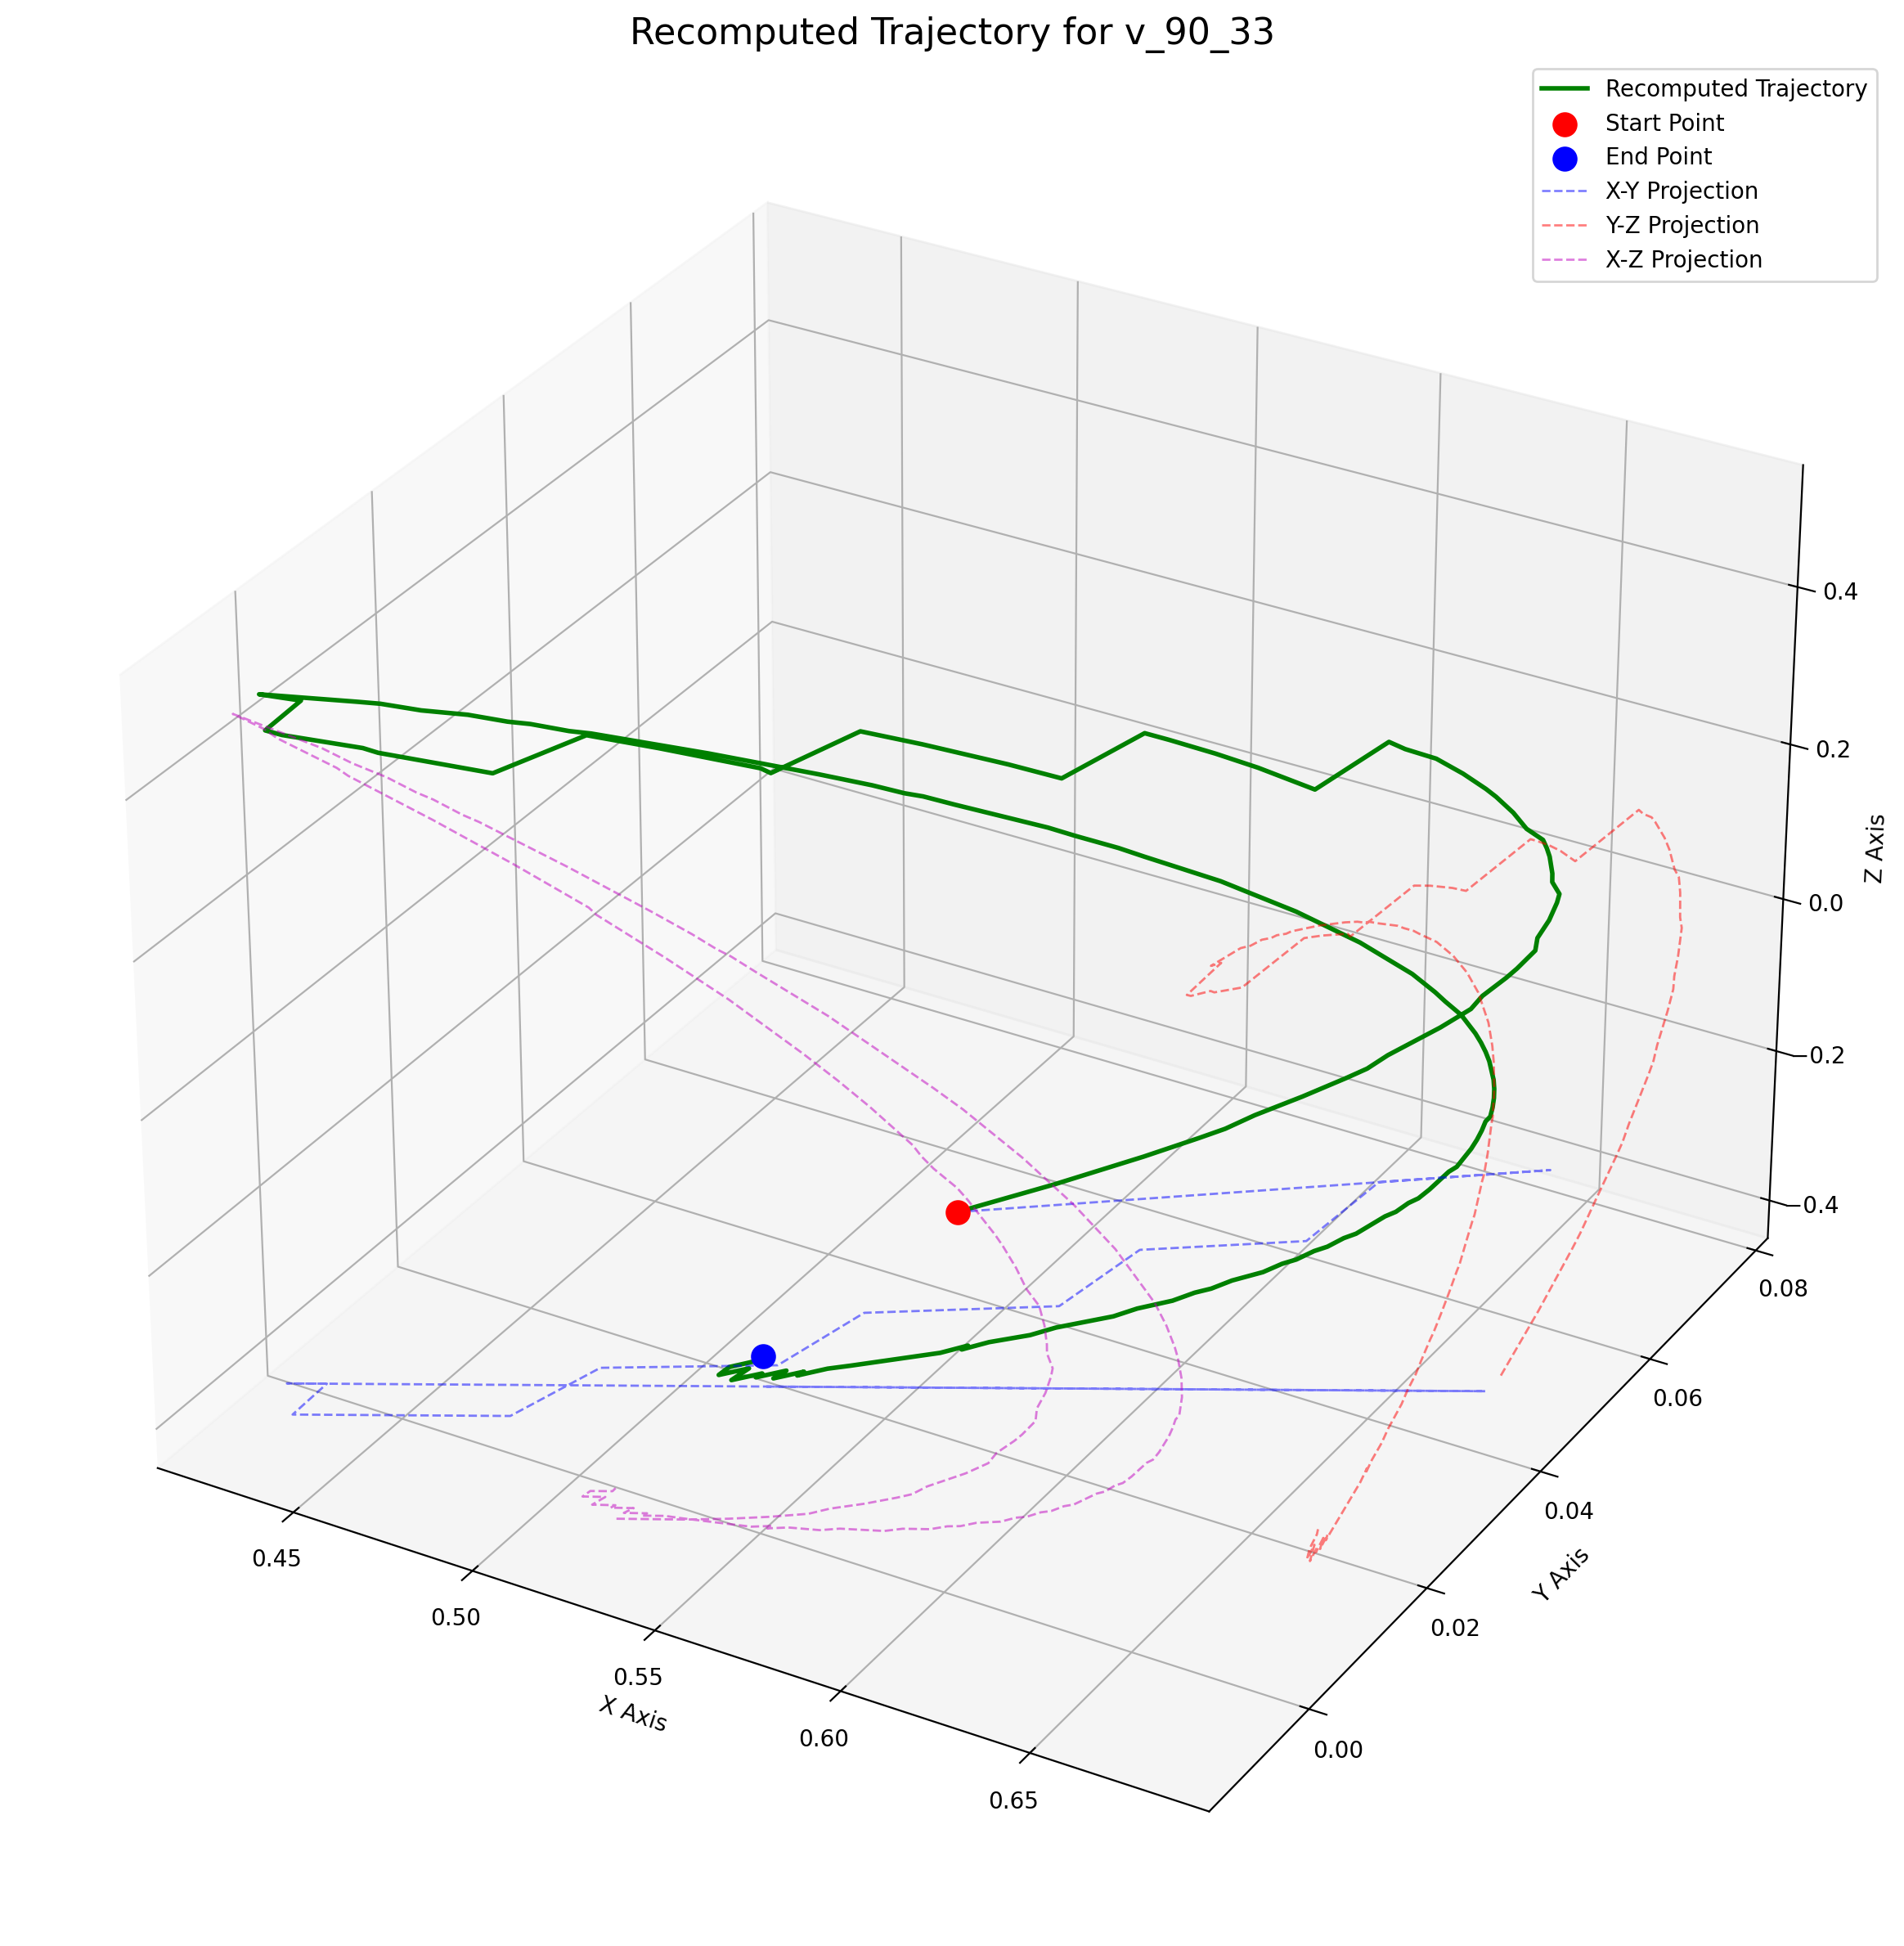 Recomputed Trajectory for v_90_33
Recomputed Trajectory
Start Point
End Point
X-Y Projection
Y-Z Projection
X-Z Projection
0.4
0.2
0.0
−0.2
−0.4
Z Axis
0.08
0.06
0.04
0.02
0.00
Y Axis
0.45
0.50
0.55
0.60
0.65
X Axis